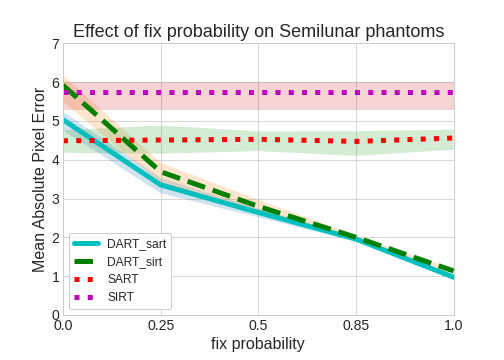 Effect of fix probability on Semilunar phantoms
Mean Absolute Pixel Error
7
6
5
4
3
2
1
0
DART_sart
DART_sirt
SART
SIRT
0.0 0.25 0.5 0.85 1.0
fix probability